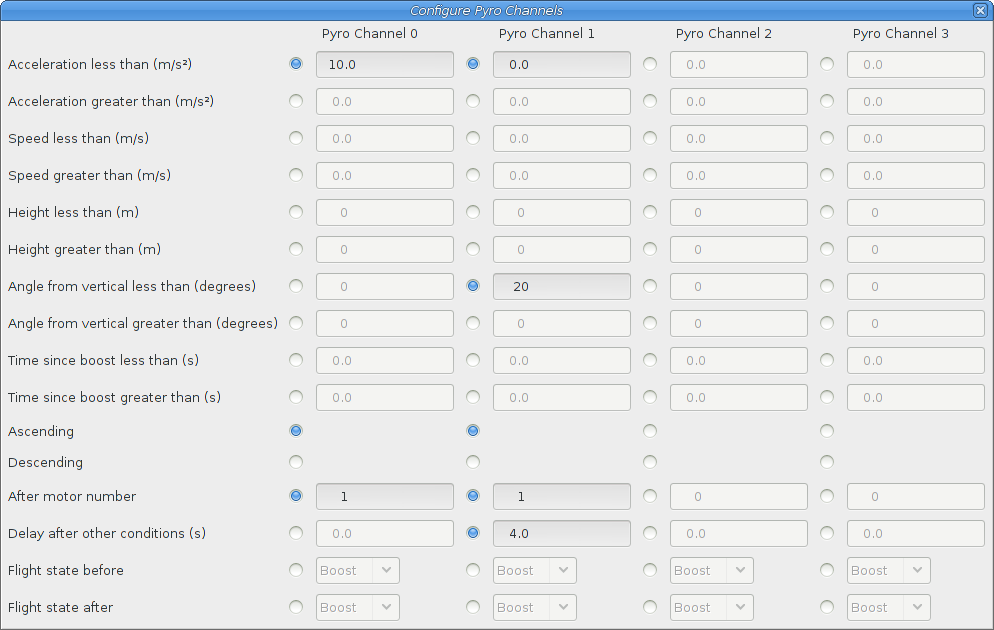 Configure Pyro Channels
Pyro Channel 0 Pyro Channel 1 Pyro Channel 2 Pyro Channel 3
Acceleration less than (m/s²) 10.0 0.0 0.0 0.0
Acceleration greater than (m/s²) 0.0 0.0 0.0 0.0
Speed less than (m/s) 0.0 0.0 0.0 0.0
Speed greater than (m/s) 0.0 0.0 0.0 0.0
Height less than (m) 0 0 0 0
Height greater than (m) 0 0 0 0
Angle from vertical less than (degrees) 0 20 0 0
Angle from vertical greater than (degrees) 0 0 0 0
Time since boost less than (s) 0.0 0.0 0.0 0.0
Time since boost greater than (s) 0.0 0.0 0.0 0.0
Ascending
Descending
After motor number 1 1 0 0
Delay after other conditions (s) 0.0 4.0 0.0 0.0
Flight state before Boost Boost Boost Boost
Flight state after Boost Boost Boost Boost